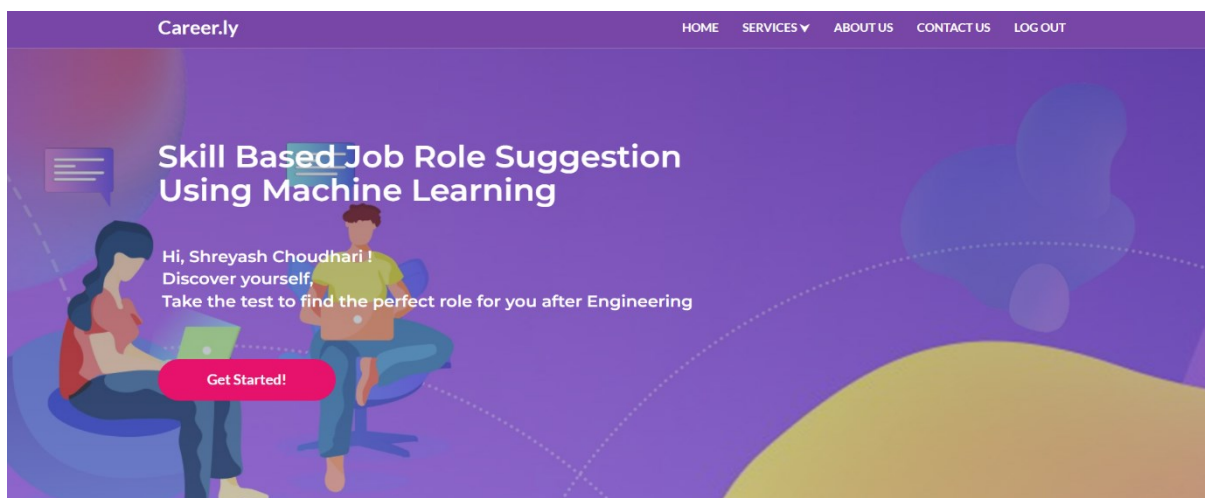 Career.ly
HOME SERVICES ABOUT US CONTACT US LOG OUT
Skill Based Job Role Suggestion
Using Machine Learning
Hi, Shreyash Choudhari !
Discover yourself,
Take the test to find the perfect role for you after Engineering
Get Started!